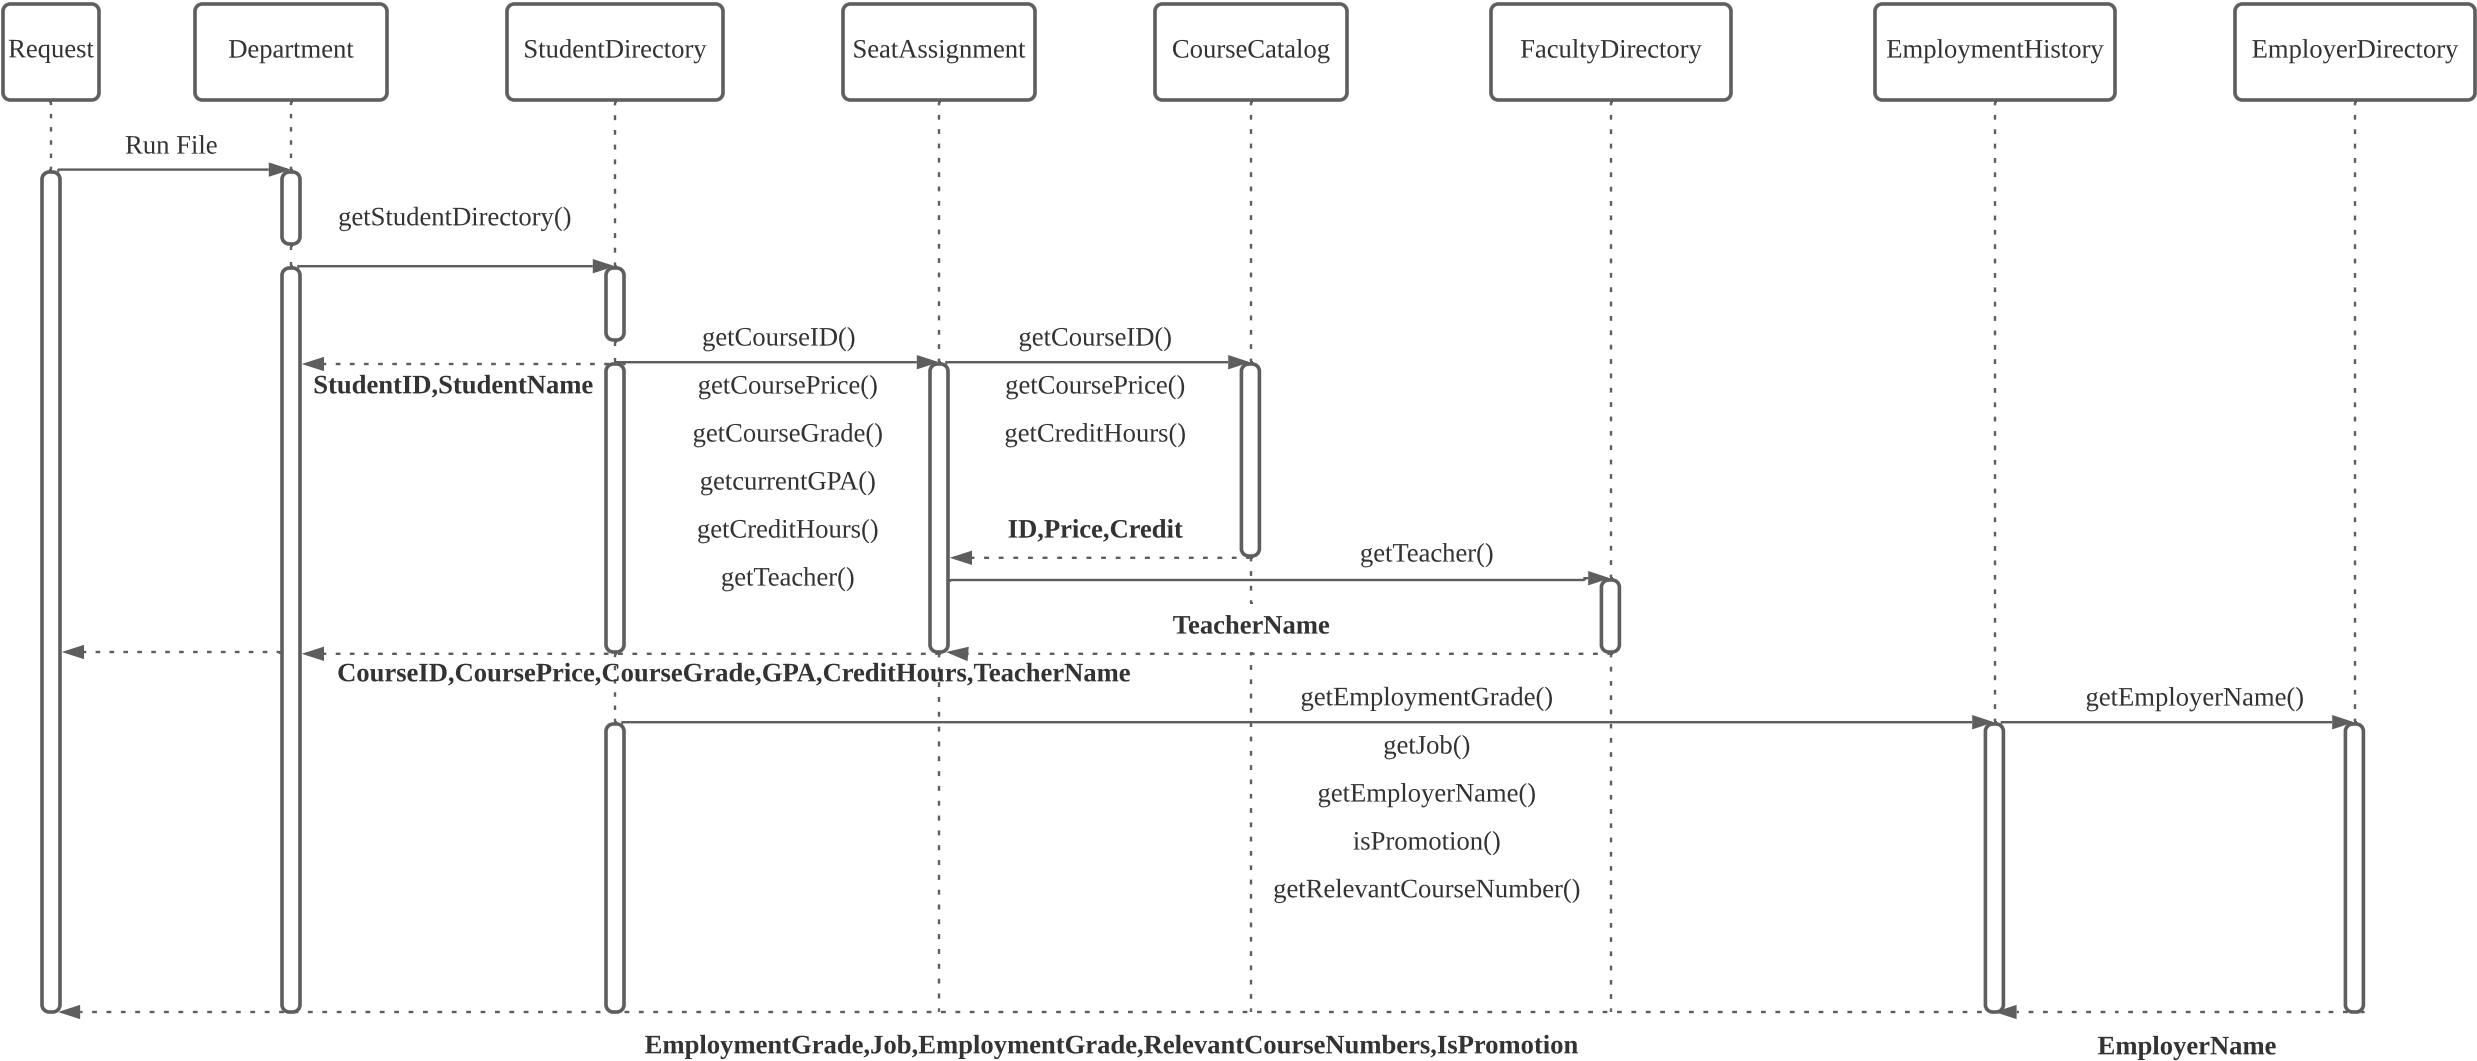 Request
Department
StudentDirectory
SeatAssignment
CourseCatalog
FacultyDirectory
EmploymentHistory
EmployerDirectory
Run File
getStudentDirectory()
getCourseID()
getCourseID()
StudentID,StudentName
getCoursePrice()
getCoursePrice()
getCourseGrade()
getCreditHours()
getcurrentGPA()
getCreditHours()
ID,Price,Credit
getTeacher()
getTeacher()
TeacherName
CourseID,CoursePrice,CourseGrade,GPA,CreditHours,TeacherName
getEmploymentGrade()
getEmployerName()
getJob()
getEmployerName()
isPromotion()
getRelevantCourseNumber()
EmploymentGrade,Job,EmploymentGrade,RelevantCourseNumbers,IsPromotion
EmployerName